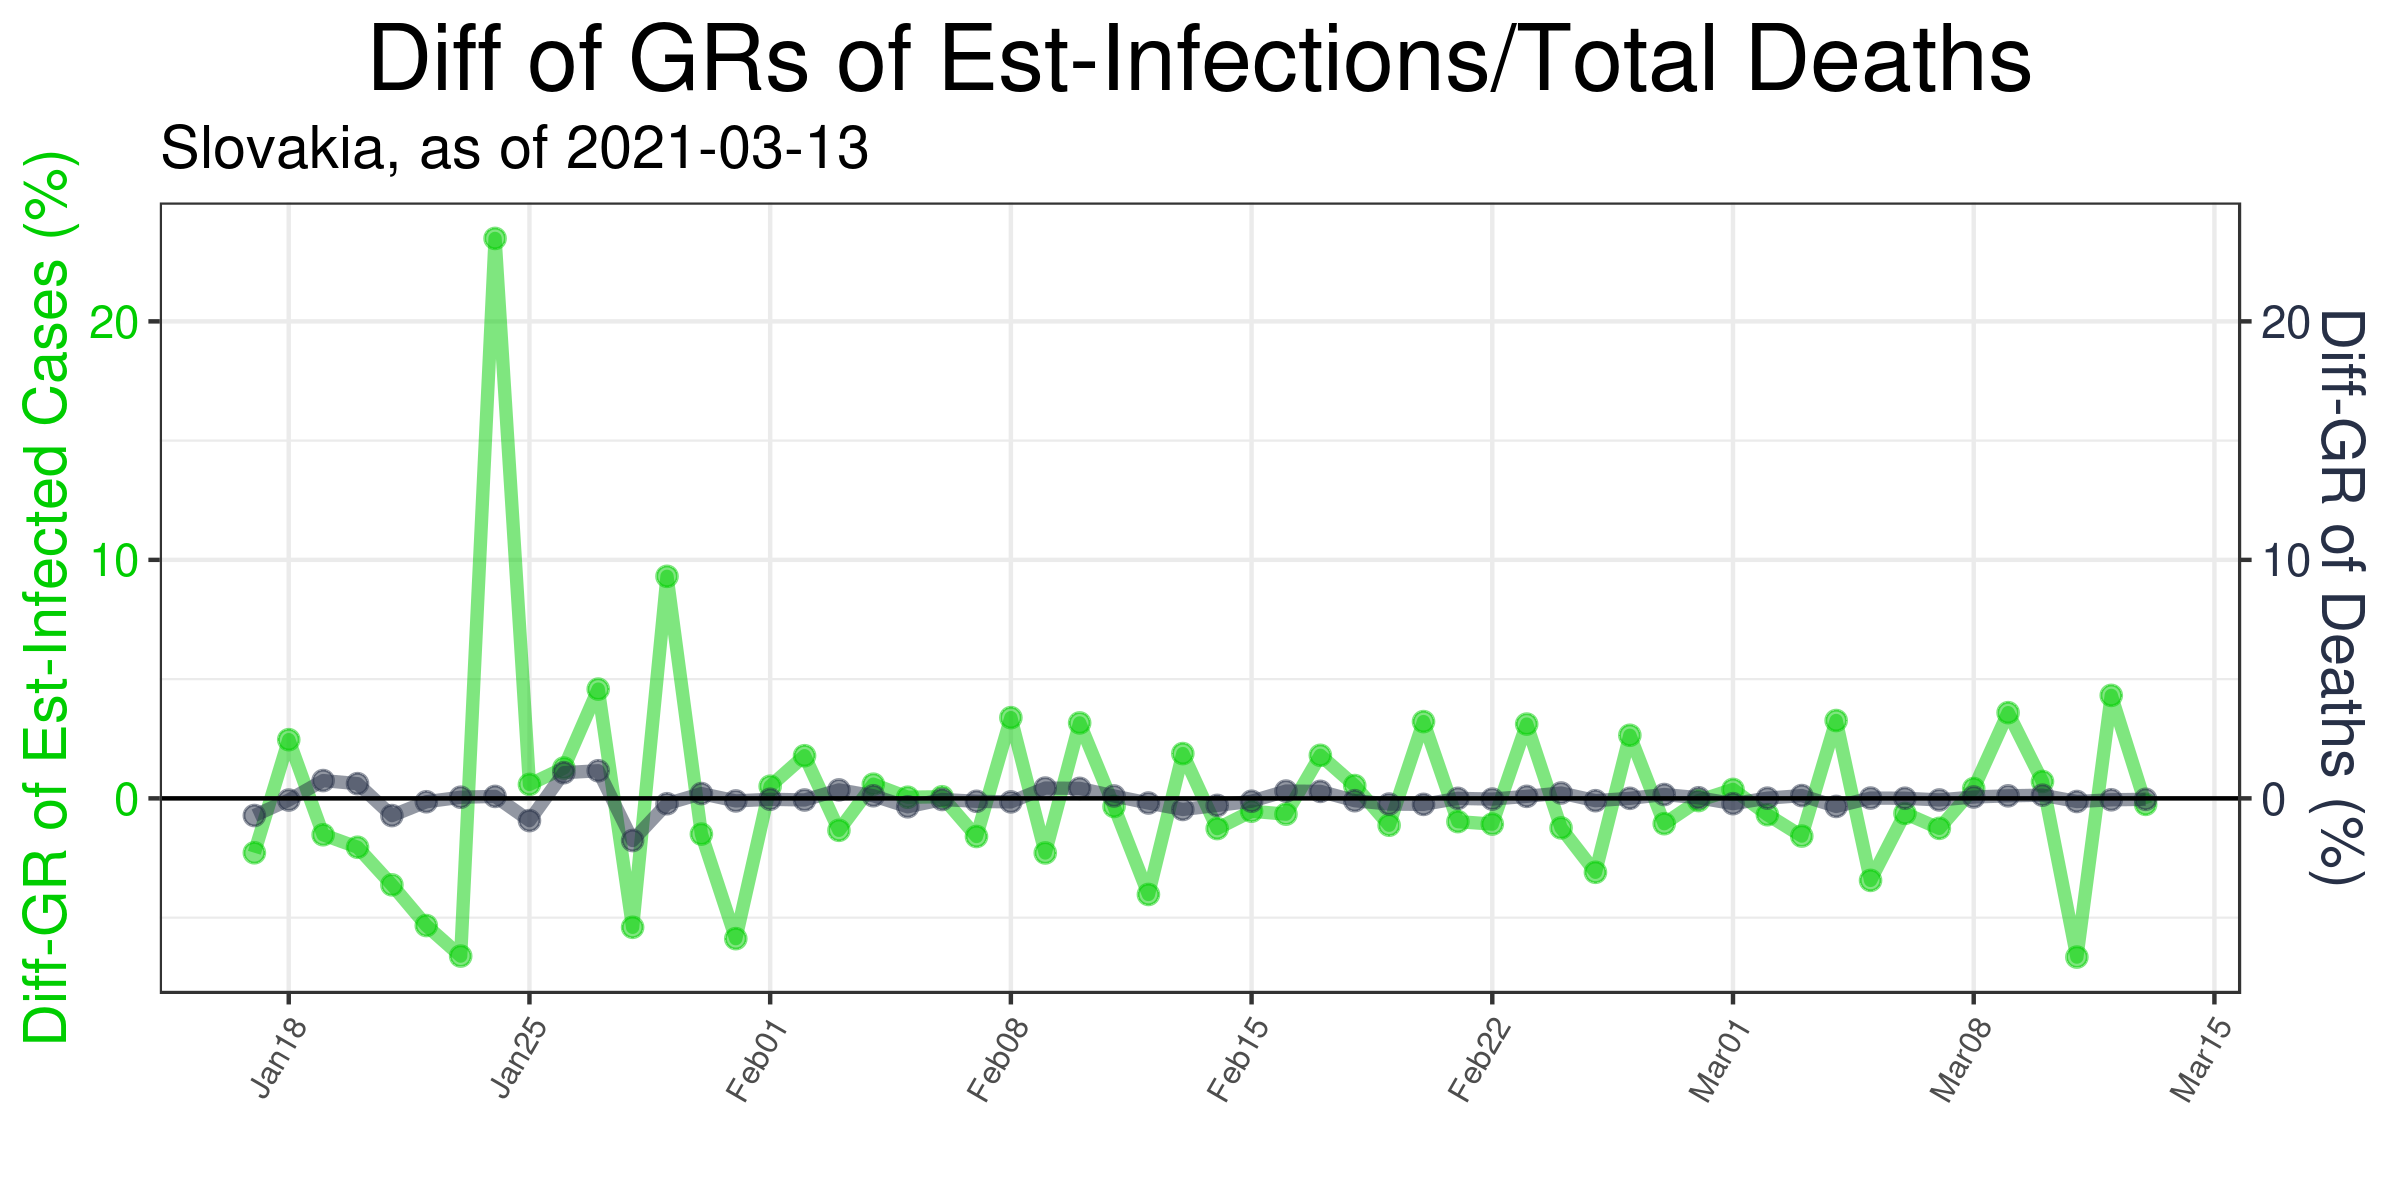 Diff of GRs of Est-Infections/Total Deaths
Slovakia, as of 2021-03-13
Diff-GR of Est-Infected Cases (%)
20
10
0
20
10
0
Diff-GR of Deaths (%)
Jan18
Jan25
Feb01
Feb08
Feb15
Feb22
Mar01
Mar08
Mar15